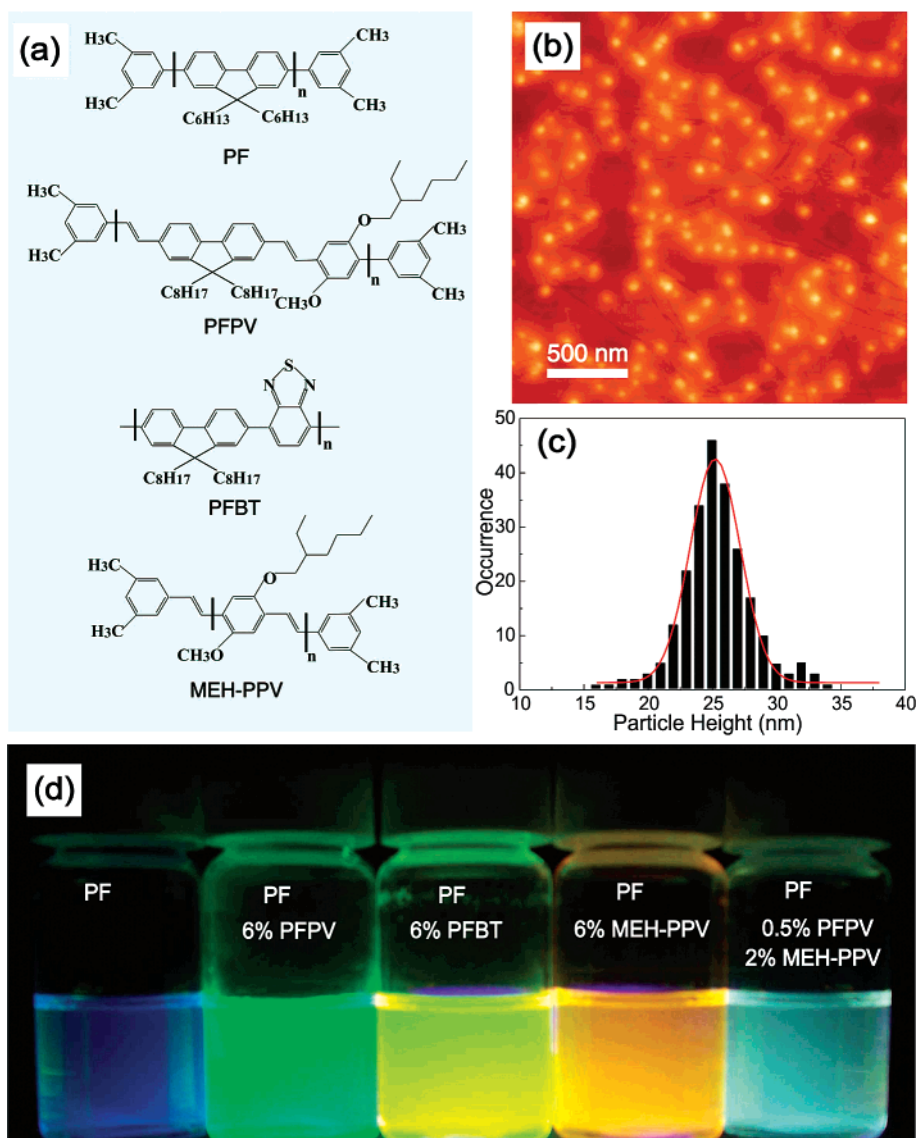 (a)
H3C
CH3
H3C
n
CH3
C6H13 C6H13
PF
H3C
O
CH3
H3C
n
C8H17 C8H17
CH3O
CH3
PFPV
S
N N
n
C8H17 C8H17
PFBT
H3C
O
CH3
H3C
CH3O
n
CH3
MEH-PPV
(b)
500 nm
(c)
50
40
30
20
10
0
Occurrence
10 15 20 25 30 35 40
Particle Height (nm)
(d)
PF
PF
6% PFPV
PF
6% PFBT
PF
6% MEH-PPV
PF
0.5% PFPV
2% MEH-PPV